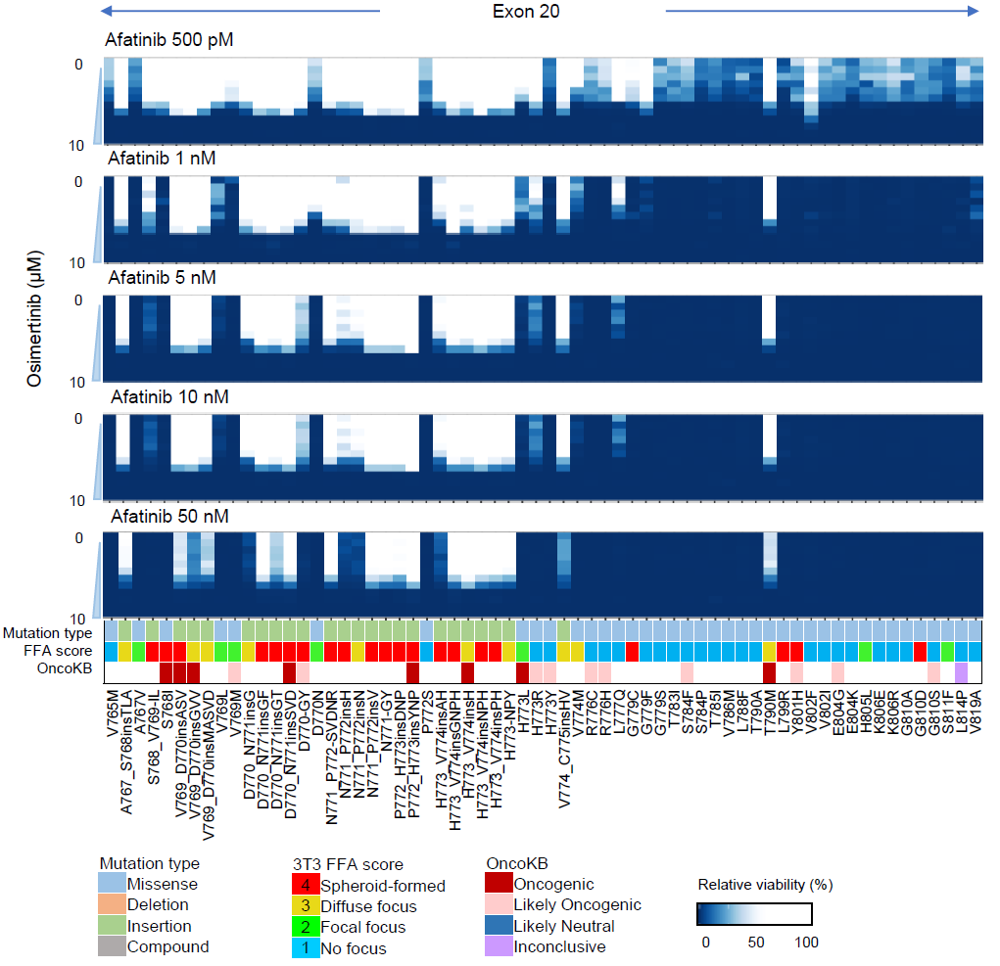 Exon 20
Afatinib 500 pM
0
10
Afatinib 1 nM
0
10
Afatinib 5 nM
0
10
Afatinib 10 nM
0
10
Afatinib 50 nM
0
10
Osimertinib (µM)
Mutation type
FFA score
OncoKB
V765M
A767_S768insTLA
A767V
S768_V769-IL
S768I
V769_D770insASV
V769_D770insGVV
V769_D770insMASVD
V769L
V769M
D770_N771insG
D770_N771insGF
D770_N771insGT
D770_N771insSVD
D770-GY
D770N
N771_P772-SVDNR
N771_P772insH
N771_P772insN
N771_P772insV
N771-GY
P772_H773insDNP
P772_H773insYNP
P772S
H773_V774insAH
H773_V774insGNPH
H773_V774insH
H773_V774insNPH
H773_V774insPH
H773-NPY
H773L
H773R
H773Y
V774_C775insHV
V774M
R776C
R776H
L777Q
G779C
G779F
G779S
T783I
S784F
S784P
T785I
V786M
L788F
T790A
T790M
L799R
Y801H
V802F
V802I
E804G
E804K
H805L
K806E
K806R
G810A
G810D
G810S
S811F
L814P
V819A
Mutation type
Missense
Deletion
Insertion
Compound
3T3 FFA score
4 Spheroid-formed
3 Diffuse focus
2 Focal focus
1 No focus
OncoKB
Oncogenic
Likely Oncogenic
Likely Neutral
Inconclusive
Relative viability (%)
0 50 100